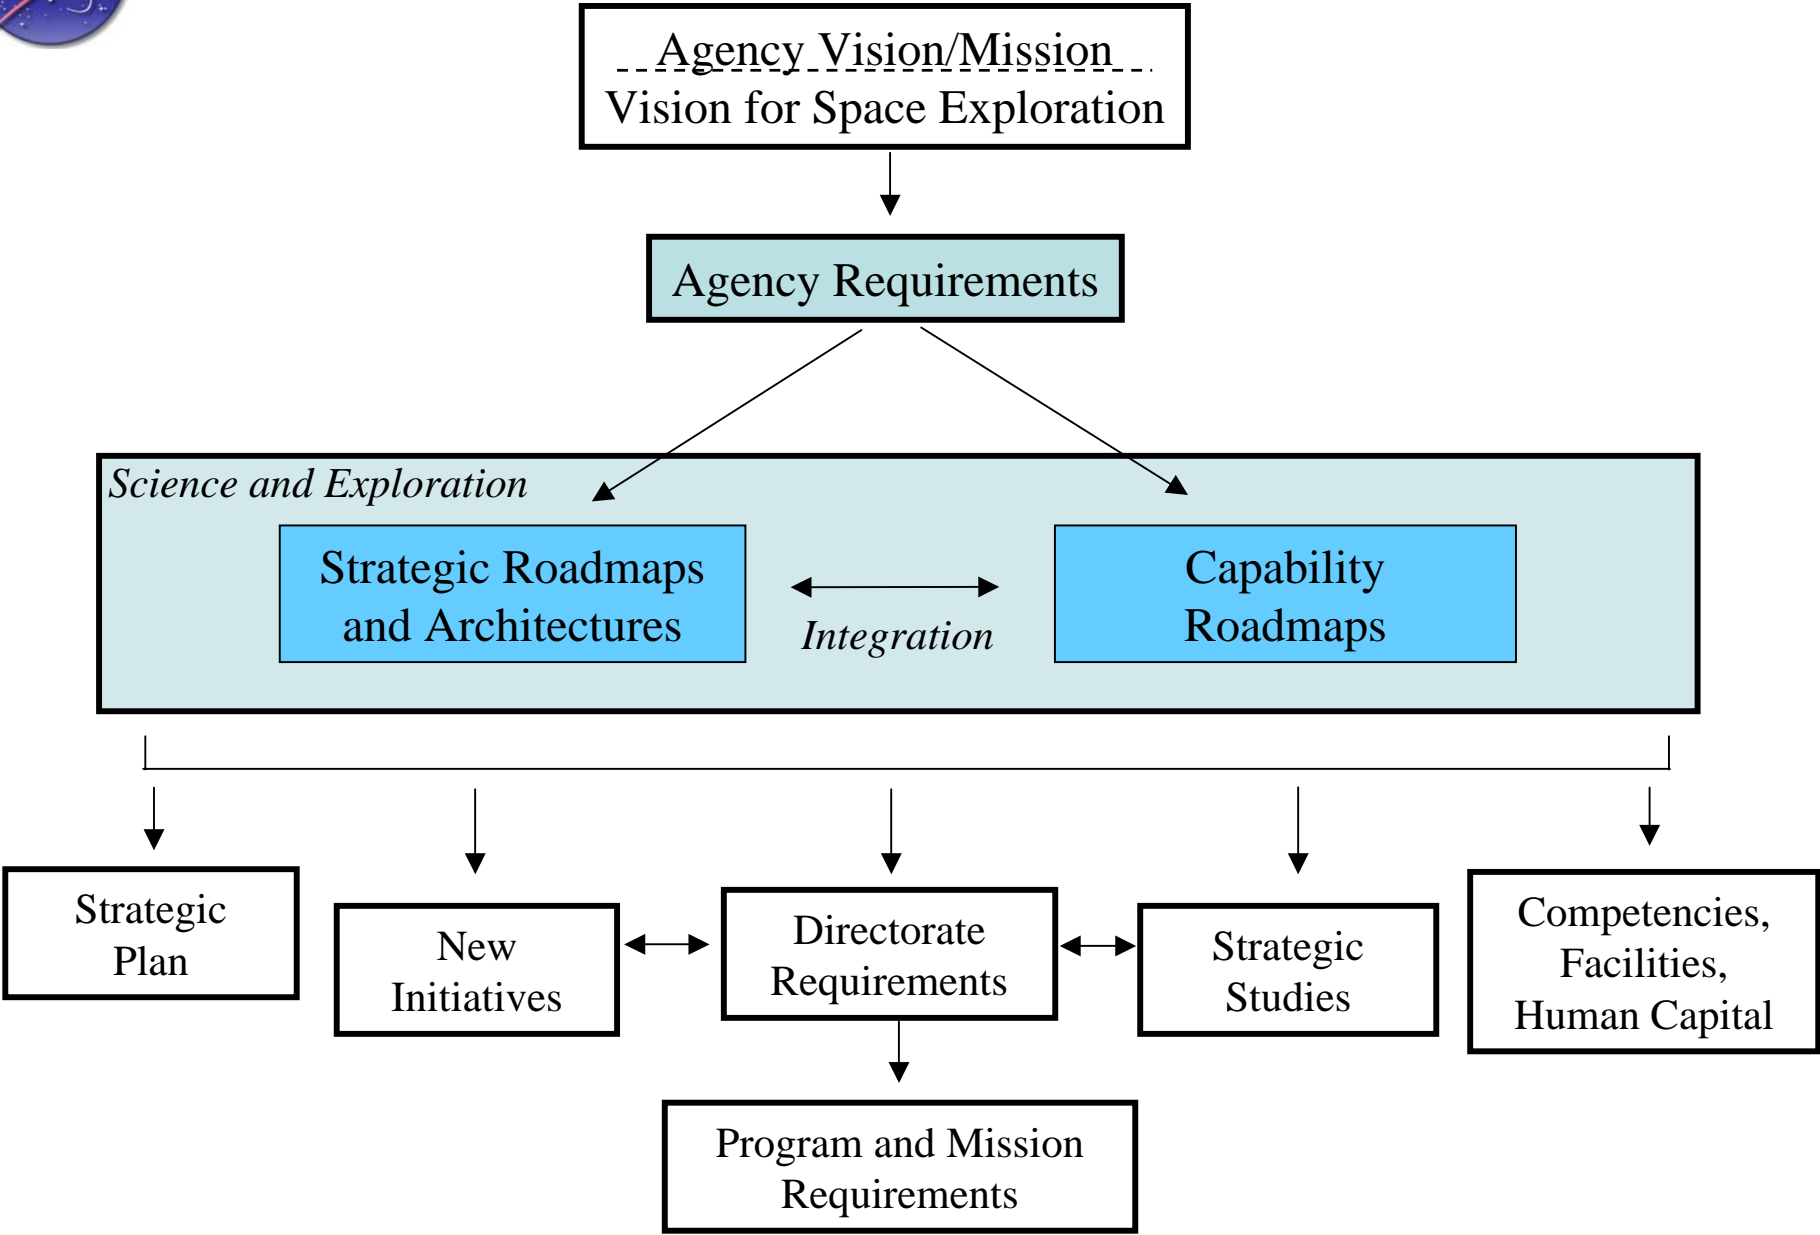 Agency Vision/Mission
Vision for Space Exploration
Agency Requirements
Science and Exploration
Strategic Roadmaps
and Architectures
Integration
Capability
Roadmaps
Strategic
Plan
New
Initiatives
Directorate
Requirements
Strategic
Studies
Competencies,
Facilities,
Human Capital
Program and Mission
Requirements